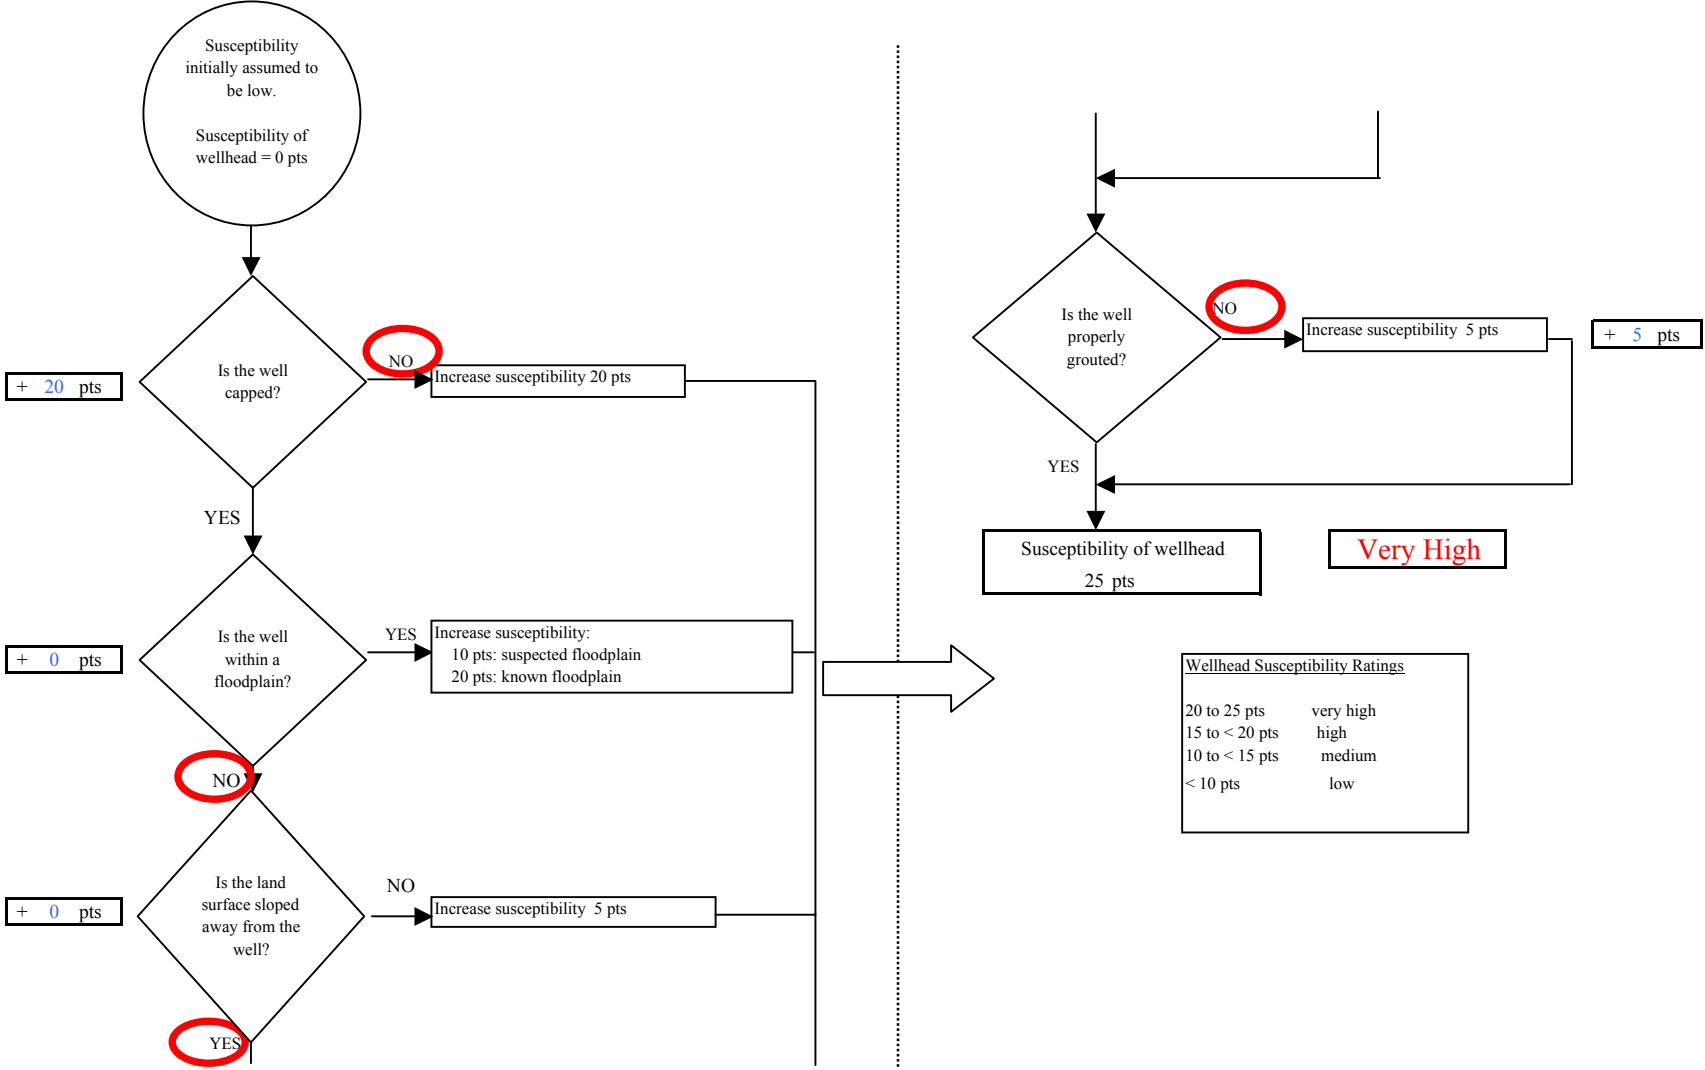 Susceptibility
initially assumed to
be low.
Susceptibility of
wellhead = 0 pts
Is the well
capped?
NO
Increase susceptibility 20 pts
+ 20 pts
YES
Is the well
within a
floodplain?
YES
Increase susceptibility:
10 pts: suspected floodplain
20 pts: known floodplain
+ 0 pts
NO
Is the land
surface sloped
away from the
well?
NO
Increase susceptibility 5 pts
+ 0 pts
YES
Is the well
properly
grouted?
NO
Increase susceptibility 5 pts
+ 5 pts
YES
Susceptibility of wellhead
25 pts
Very High
Wellhead Susceptibility Ratings
20 to 25 pts very high
15 to < 20 pts high
10 to < 15 pts medium
< 10 pts low